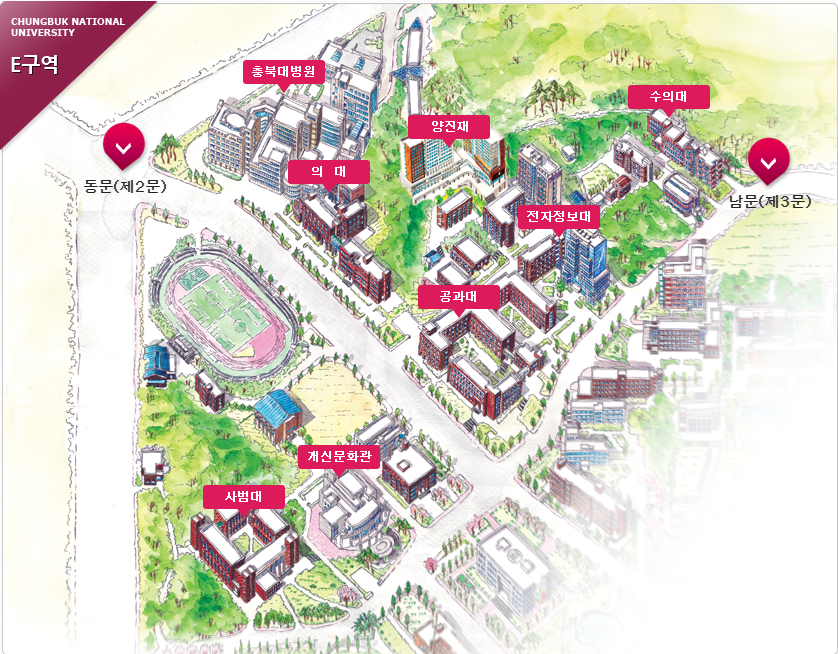 CHUNGBUK NATIONAL
UNIVERSITY
E구역
충북대병원
수의대
양진재
동문(제2문)
의 대
남문(제3문)
전자정보대
공과대
개신문화관
사범대